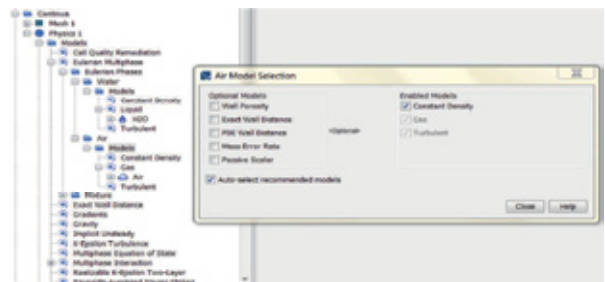 Continua
Mesh 1
Physics 1
Models
Cell Quality Remediation
Eulerian Multiphase
Eulerian Phases
Water
Models
Constant Density
Liquid
H2O
Turbulent
Air
Models
Constant Density
Gas
Air
Turbulent
Mixture
Exact Wall Distance
Gradients
Gravity
Implicit Unsteady
K-Epsilon Turbulence
Multiphase Equation of State
Multiphase Interaction
Realizable K-Epsilon Two-Layer
Air Model Selection
Optional Models
Wall Porosity
Exact Wall Distance
PDE Wall Distance
Mass Error Rate
Passive Scalar
<Optional>
Enabled Models
Constant Density
Gas
Turbulent
Auto-select recommended models
Close
Help